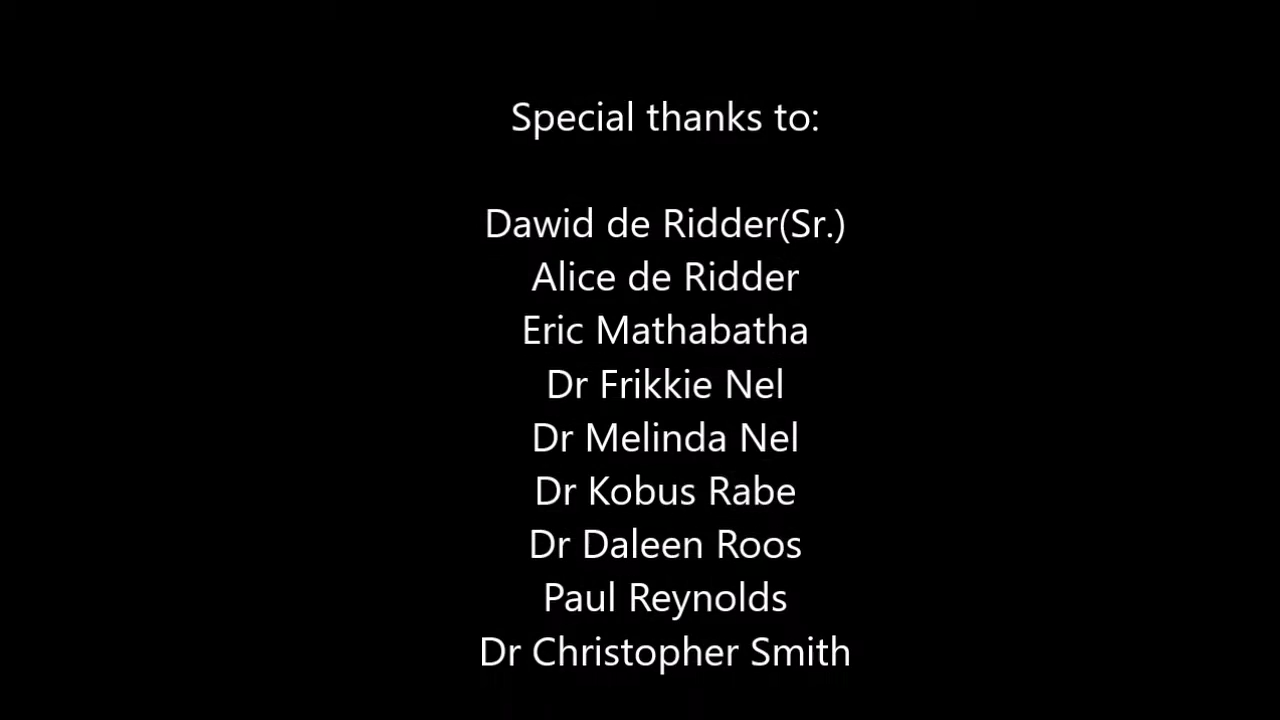 Special thanks to:
Dawid de Ridder(Sr.)
Alice de Ridder
Eric Mathabatha
Dr Frikkie Nel
Dr Melinda Nel
Dr Kobus Rabe
Dr Daleen Roos
Paul Reynolds
Dr Christopher Smith